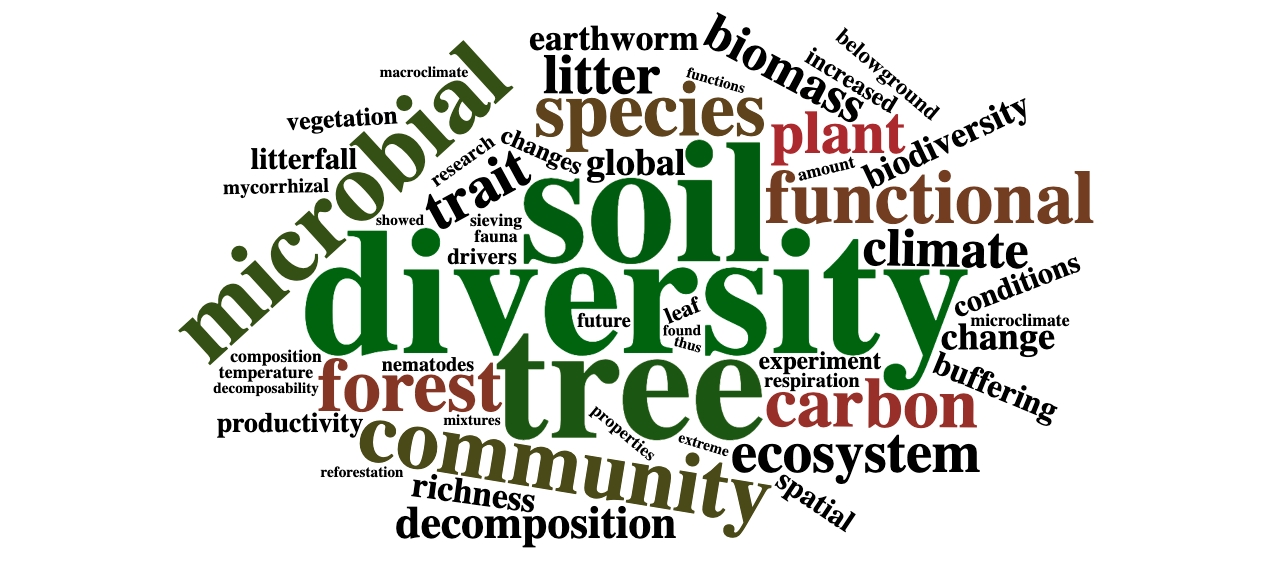 earthworm
biomass
belowground
litter
increased
macroclimate
functions
microbial
species
vegetation
plant
biodiversity
research
changes
global
litterfall
amount
mycorrhizal
trait
soil
functional
showed
sieving
fauna
drivers
climate
diversity
conditions
leaf
future
found
thus
microclimate
change
composition
temperature
decomposability
nematodes
forest
tree
experiment
respiration
buffering
carbon
productivity
mixtures
properties
community
extreme
ecosystem
reforestation
richness
spatial
decomposition